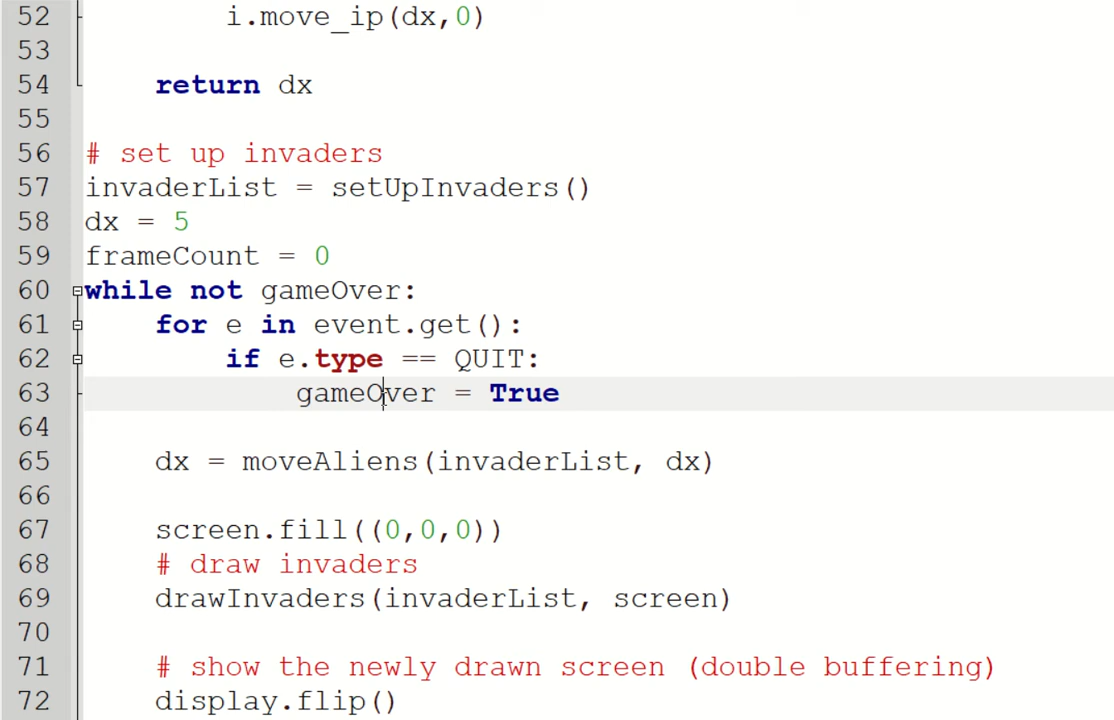 52 i.move_ip(dx,0)
53
54 return dx
55
56 # set up invaders
57 invaderList = setUpInvaders()
58 dx = 5
59 frameCount = 0
60 while not gameOver:
61 for e in event.get():
62 if e.type == QUIT:
63 gameOver = True
64
65 dx = moveAliens(invaderList, dx)
66
67 screen.fill((0,0,0))
68 # draw invaders
69 drawInvaders(invaderList, screen)
70
71 # show the newly drawn screen (double buffering)
72 display.flip()